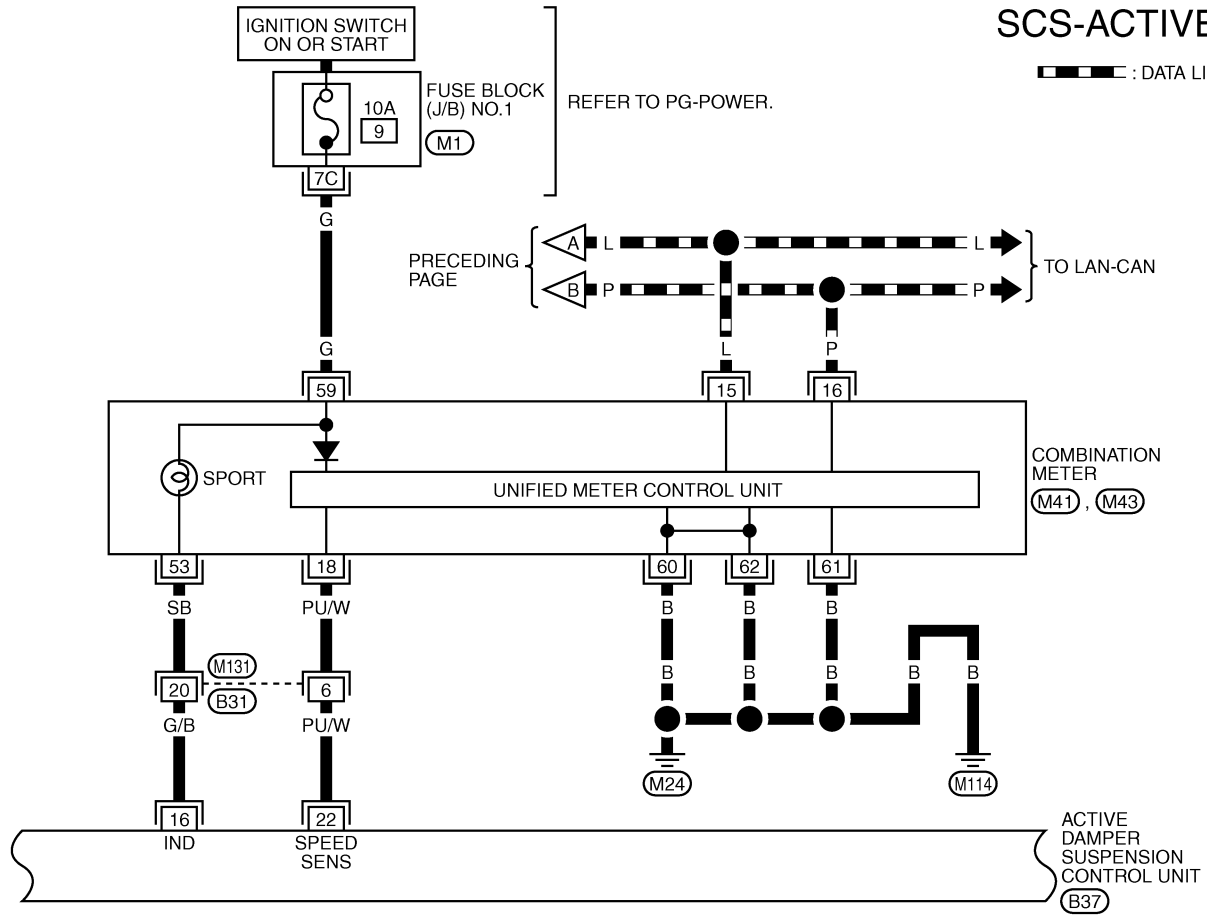 IGNITION SWITCH
ON OR START
SCS-ACTIVE
: DATA LI
FUSE BLOCK
(J/B) NO.1
M1
10A
9
REFER TO PG-POWER.
7C
G
PRECEDING
PAGE
A L L
B P P
TO LAN-CAN
G L P
59 15 16
SPORT
UNIFIED METER CONTROL UNIT
COMBINATION
METER
M41 , M43
53 18 60 62 61
SB PU/W B B B
M131
20 6
B31
B B B B B
G/B PU/W
M24 M114
16 22
IND SPEED
SENS
ACTIVE
DAMPER
SUSPENSION
CONTROL UNIT
B37